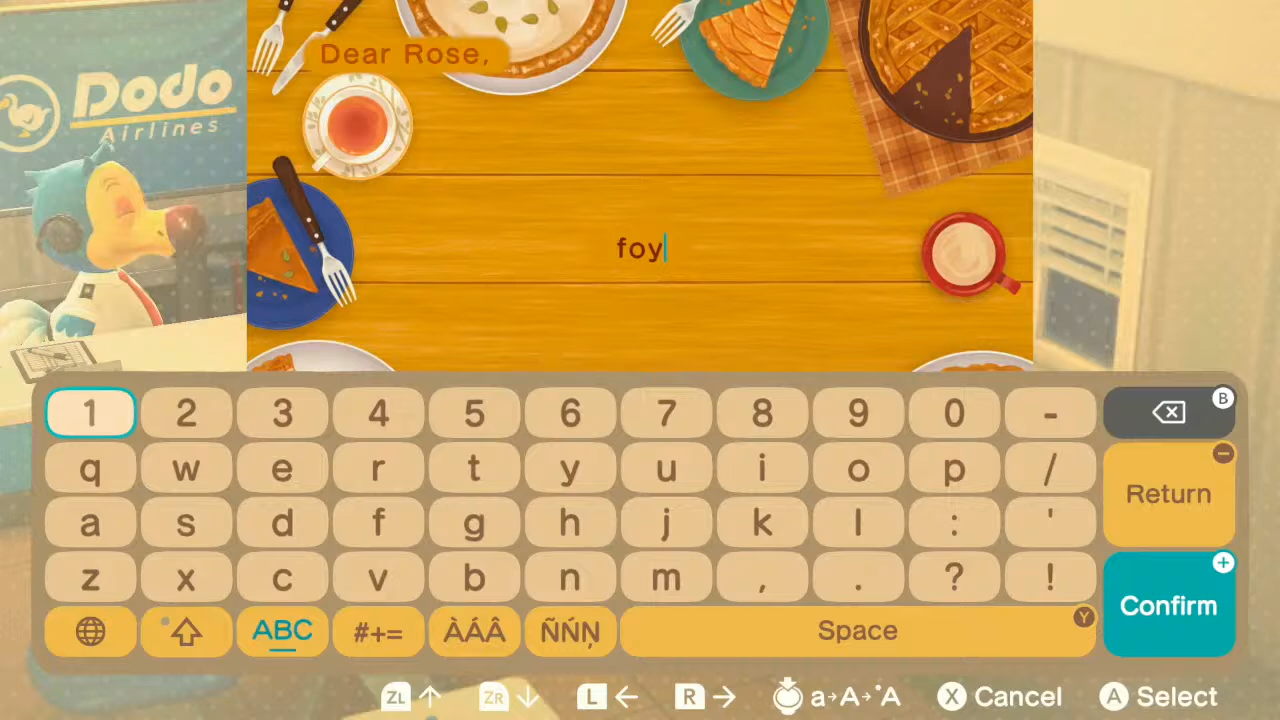 Dodo
Airlines
Dear Rose,
foy
1 2 3 4 5 6 7 8 9 0 - B
q w e r t y u i o p / Return
a s d f g h j k l : '
z x c v b n m , . ? ! Confirm
ABC #+= ÀÁÂ ÑŃŅ Space Y
ZL ↑ ZR ↓ L ← R → a→A→•A X Cancel A Select